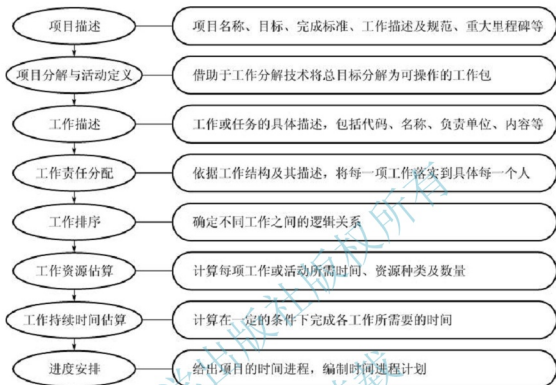 项目描述
项目名称、目标、完成标准、工作描述及规范、重大里程碑等
项目分解与活动定义
借助于工作分解技术将总目标分解为可操作的工作包
工作描述
工作或任务的具体描述，包括代码、名称、负责单位、内容等
工作责任分配
依据工作结构及其描述，将每一项工作落实到具体每一个人
工作排序
确定不同工作之间的逻辑关系
工作资源估算
计算每项工作或活动所需时间、资源种类及数量
工作持续时间估算
计算在一定的条件下完成各工作所需要的时间
进度安排
给出项目的时间进程，编制时间进程计划
出版社版权所有